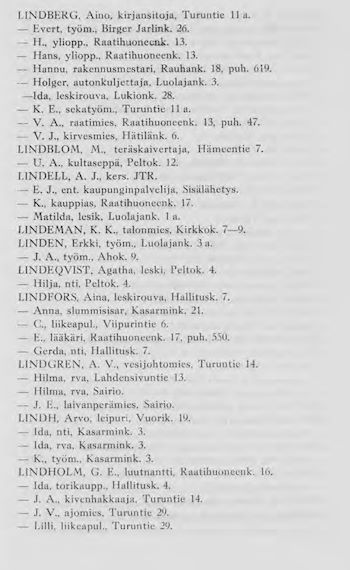 LINDBERG, Aino, kirjansitoja, Turuntie 11 a.
— Evert, työm., Birger Jarlink. 26.
— H., yliopp., Raatihuoneenk. 13.
— Hans, yliopp., Raatihuoneenk. 13.
— Hannu, rakennusmestari, Rauhank. 18, puh. 619.
— Holger, autonkuljettaja, Luolajank. 3.
—Ida, leskirouva, Lukionk. 28.
— K. E., sekatyöm., Turuntie 11 a.
— V. A., raatimies, Raatihuoneenk. 13, puh. 47.
— V. J., kirvesmies, Hätilänk. 6.
LINDBLOM, M., teräskaivertaja, Hämeentie 7.
— U. A., kultaseppä, Peltok. 12.
LINDELL, A. J., kers. JTR.
— E. J., ent. kaupunginpalvelija, Sisälähetys.
— K., kauppias, Raatihuoneenk. 17.
— Matilda, lesik, Luolajank. 1 a.
LINDEMAN, K. K., talonmies, Kirkkok. 7—9.
LINDEN, Erkki, työm., Luolajank. 3 a.
— J. A., työm., Ahok. 9.
LINDEQVIST, Agatha, leski, Peltok. 4.
— Hilja, nti, Peltok. 4.
LINDFORS, Aina, leskirouva, Hallitusk. 7.
— Anna, slummisisar, Kasarmink. 21.
— C., liikeapul., Viipurintie 6.
— E., lääkäri, Raatihuoneenk. 17, puh. 550.
— Gerda, nti, Hallitusk. 7.
LINDGREN, A. V., vesijohtomies, Turuntie 14.
— Hilma, rva, Lahdensivuntie 13.
— Hilma, rva, Sairio.
— J. E., laivanperämies, Sairio.
LINDH, Arvo, leipuri, Vuorik. 19.
— Ida, nti, Kasarmink. 3.
— Ida, rva, Kasarmink. 3.
— K., työm., Kasarmink. 3.
LINDHOLM, G. E., luutnantti, Raatihuoneenk. 16.
— Ida, torikaupp., Hallitusk. 4.
— J. A., kivenhakkaaja, Turuntie 14.
— J. V., ajomies, Turuntie 29.
— Lilli, liikeapul., Turuntie 29.